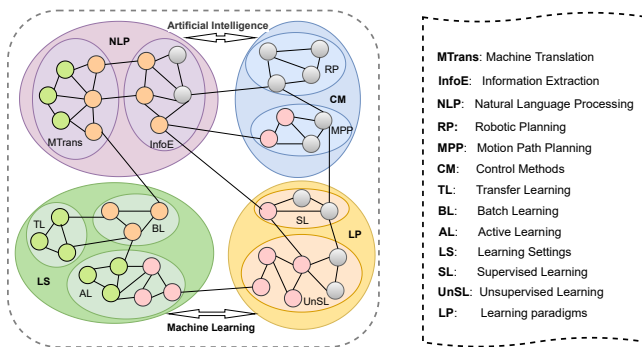 Artificial Intelligence
NLP
RP
CM
MPP
MTrans
InfoE
TL
BL
SL
LP
LS
AL
UnSL
Machine Learning
MTrans: Machine Translation
InfoE: Information Extraction
NLP: Natural Language Processing
RP: Robotic Planning
MPP: Motion Path Planning
CM: Control Methods
TL: Transfer Learning
BL: Batch Learning
AL: Active Learning
LS: Learning Settings
SL: Supervised Learning
UnSL: Unsupervised Learning
LP: Learning paradigms